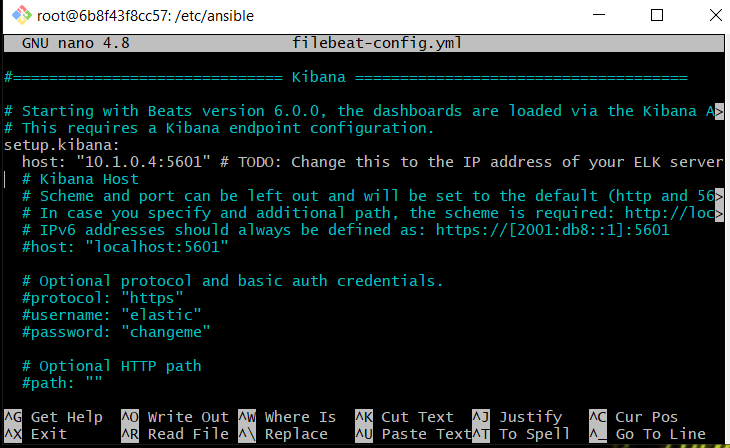 root@6b8f43f8cc57: /etc/ansible
GNU nano 4.8 filebeat-config.yml
#============================== Kibana =====================================
# Starting with Beats version 6.0.0, the dashboards are loaded via the Kibana A>
# This requires a Kibana endpoint configuration.
setup.kibana:
host: "10.1.0.4:5601" # TODO: Change this to the IP address of your ELK server
# Kibana Host
# Scheme and port can be left out and will be set to the default (http and 56>
# In case you specify and additional path, the scheme is required: http://loc>
# IPv6 addresses should always be defined as: https://[2001:db8::1]:5601
#host: "localhost:5601"
# Optional protocol and basic auth credentials.
#protocol: "https"
#username: "elastic"
#password: "changeme"
# Optional HTTP path
#path: ""
^G Get Help ^O Write Out ^W Where Is ^K Cut Text ^J Justify ^C Cur Pos
^X Exit ^R Read File ^\ Replace ^U Paste Text ^T To Spell ^_ Go To Line